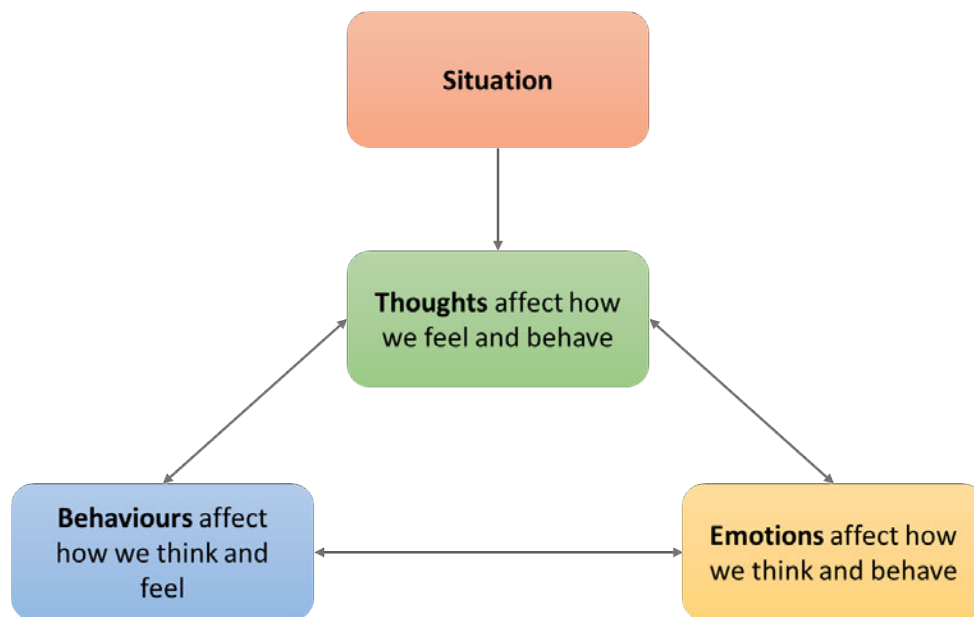 Situation
Thoughts affect how
we feel and behave
Behaviours affect
how we think and
feel
Emotions affect how
we think and behave